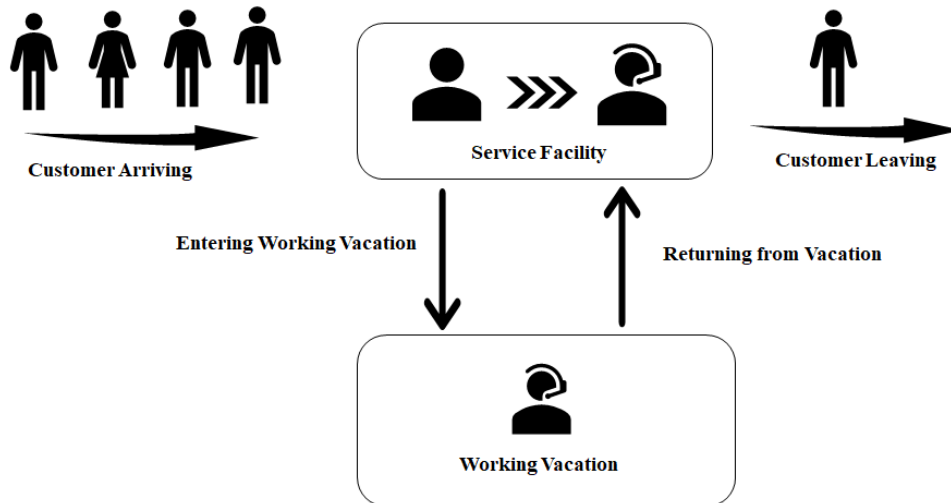 Service Facility
Customer Arriving
Customer Leaving
Entering Working Vacation
Returning from Vacation
Working Vacation